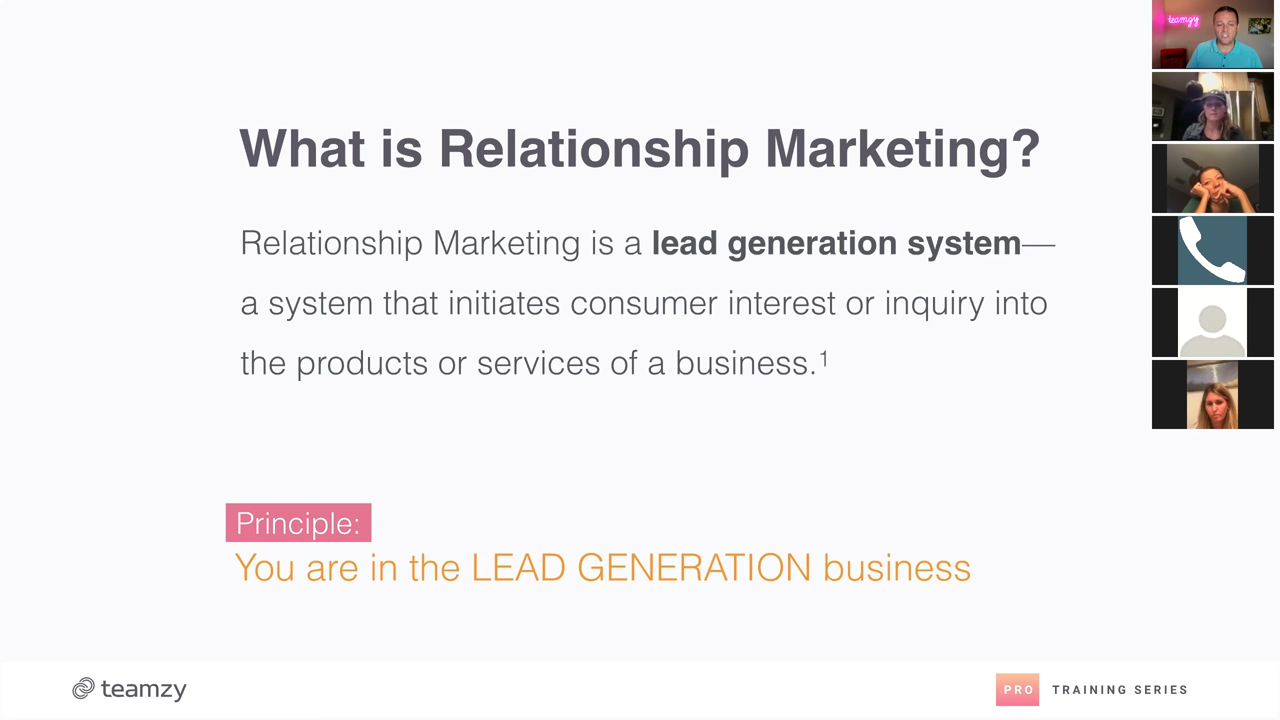 teamzy
What is Relationship Marketing?
Relationship Marketing is a lead generation system—
a system that initiates consumer interest or inquiry into
the products or services of a business.¹
Principle:
You are in the LEAD GENERATION business
teamzy
PRO TRAINING SERIES